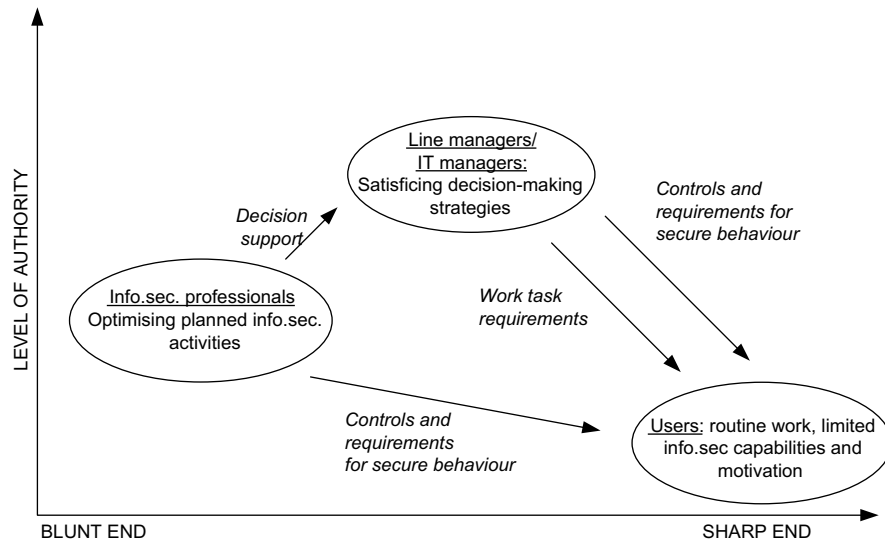 LEVEL OF AUTHORITY
Line managers/
IT managers:
Satisficing decision-making
strategies
Controls and
requirements for
secure behaviour
Decision
support
Info.sec. professionals
Optimising planned info.sec.
activities
Work task
requirements
Controls and
requirements
for secure behaviour
Users: routine work, limited
info.sec capabilities and
motivation
BLUNT END
SHARP END